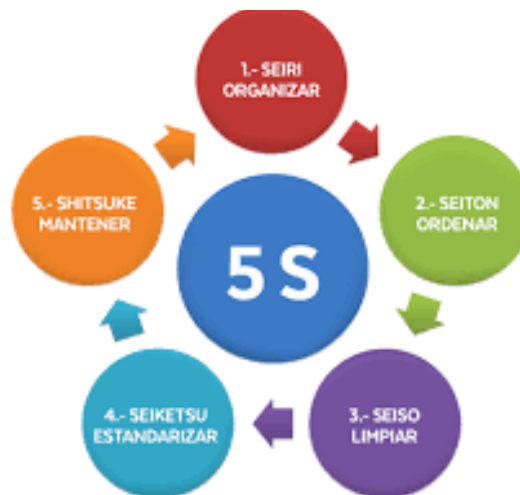 1.- SEIRI
ORGANIZAR
2.- SEITON
ORDENAR
3.- SEISO
LIMPIAR
4.- SEIKETSU
ESTANDARIZAR
5.- SHITSUKE
MANTENER
5 S